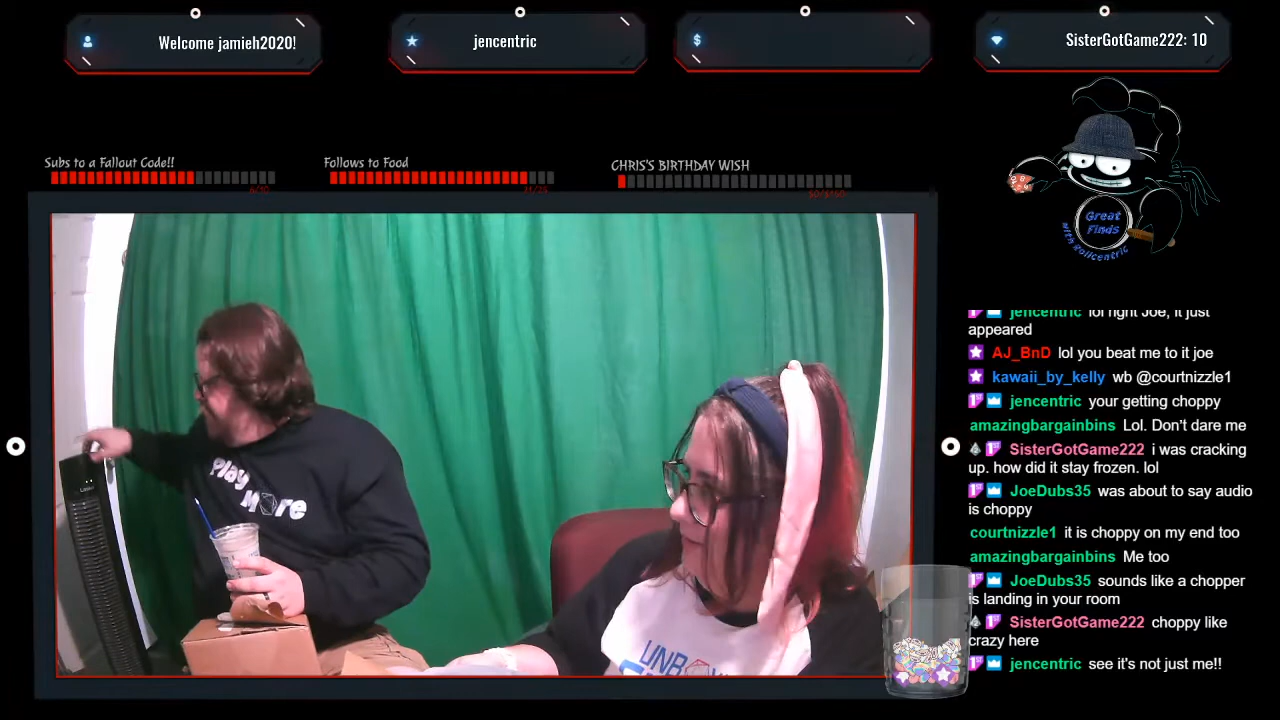 Welcome jamieh2020!
jencentric
$
SisterGotGame222: 10
Subs to a Fallout Code!!
Follows to Food
CHRIS'S BIRTHDAY WISH
Great
Finds
with Rollcentric
Play
More
jencentric lol right Joe, it just
appeared
AJ_BnD lol you beat me to it joe
kawaii_by_kelly wb @courtnizzle1
jencentric your getting choppy
amazingbargainbins Lol. Don't dare me
SisterGotGame222 i was cracking
up. how did it stay frozen. lol
JoeDubs35 was about to say audio
is choppy
courtnizzle1 it is choppy on my end too
amazingbargainbins Me too
JoeDubs35 sounds like a chopper
is landing in your room
SisterGotGame222 choppy like
crazy here
jencentric see it's not just me!!